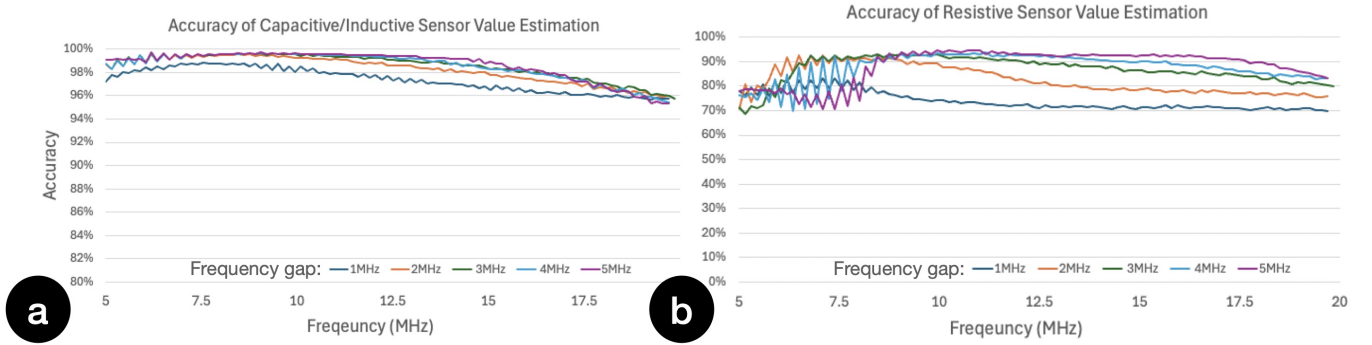 Accuracy of Capacitive/Inductive Sensor Value Estimation
100%
98%
96%
94%
92%
90%
88%
86%
84%
82%
80%
Accuracy
Frequency gap: 1MHz 2MHz 3MHz 4MHz 5MHz
5 7.5 10 12.5 15 17.5
Freqeuncy (MHz)
a
Accuracy of Resistive Sensor Value Estimation
100%
90%
80%
70%
60%
50%
40%
30%
20%
10%
0%
Frequency gap: 1MHz 2MHz 3MHz 4MHz 5MHz
5 7.5 10 12.5 15 17.5 20
Freqeuncy (MHz)
b